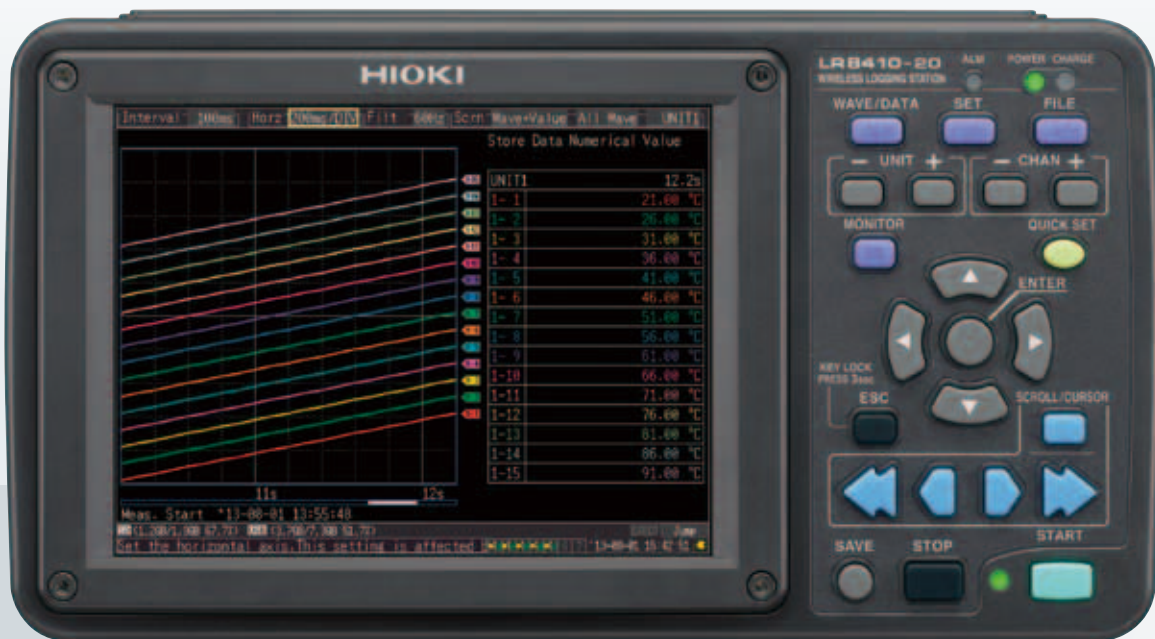 HIOKI
Interval 100ms Horz 200ms/DIV Filt 60Hz Scrn Wave+Value All Wave UNIT1
Store Data Numerical Value
UNIT1 12.2s
1- 1 21.00 °C
1- 2 26.00 °C
1- 3 31.00 °C
1- 4 36.00 °C
1- 5 41.00 °C
1- 6 46.00 °C
1- 7 51.00 °C
1- 8 56.00 °C
1- 9 61.00 °C
1-10 66.00 °C
1-11 71.00 °C
1-12 76.00 °C
1-13 81.00 °C
1-14 86.00 °C
1-15 91.00 °C
11s 12s
Meas. Start '13-08-01 13:55:48
Jump
Set the horizontal axis.This setting is affected
LR8410-20
WIRELESS LOGGING STATION
ALM POWER CHARGE
WAVE/DATA SET FILE
- UNIT + - CHAN +
MONITOR QUICK SET
ENTER
KEY LOCK
PRESS 3sec
ESC SCROLL/CURSOR
SAVE STOP START